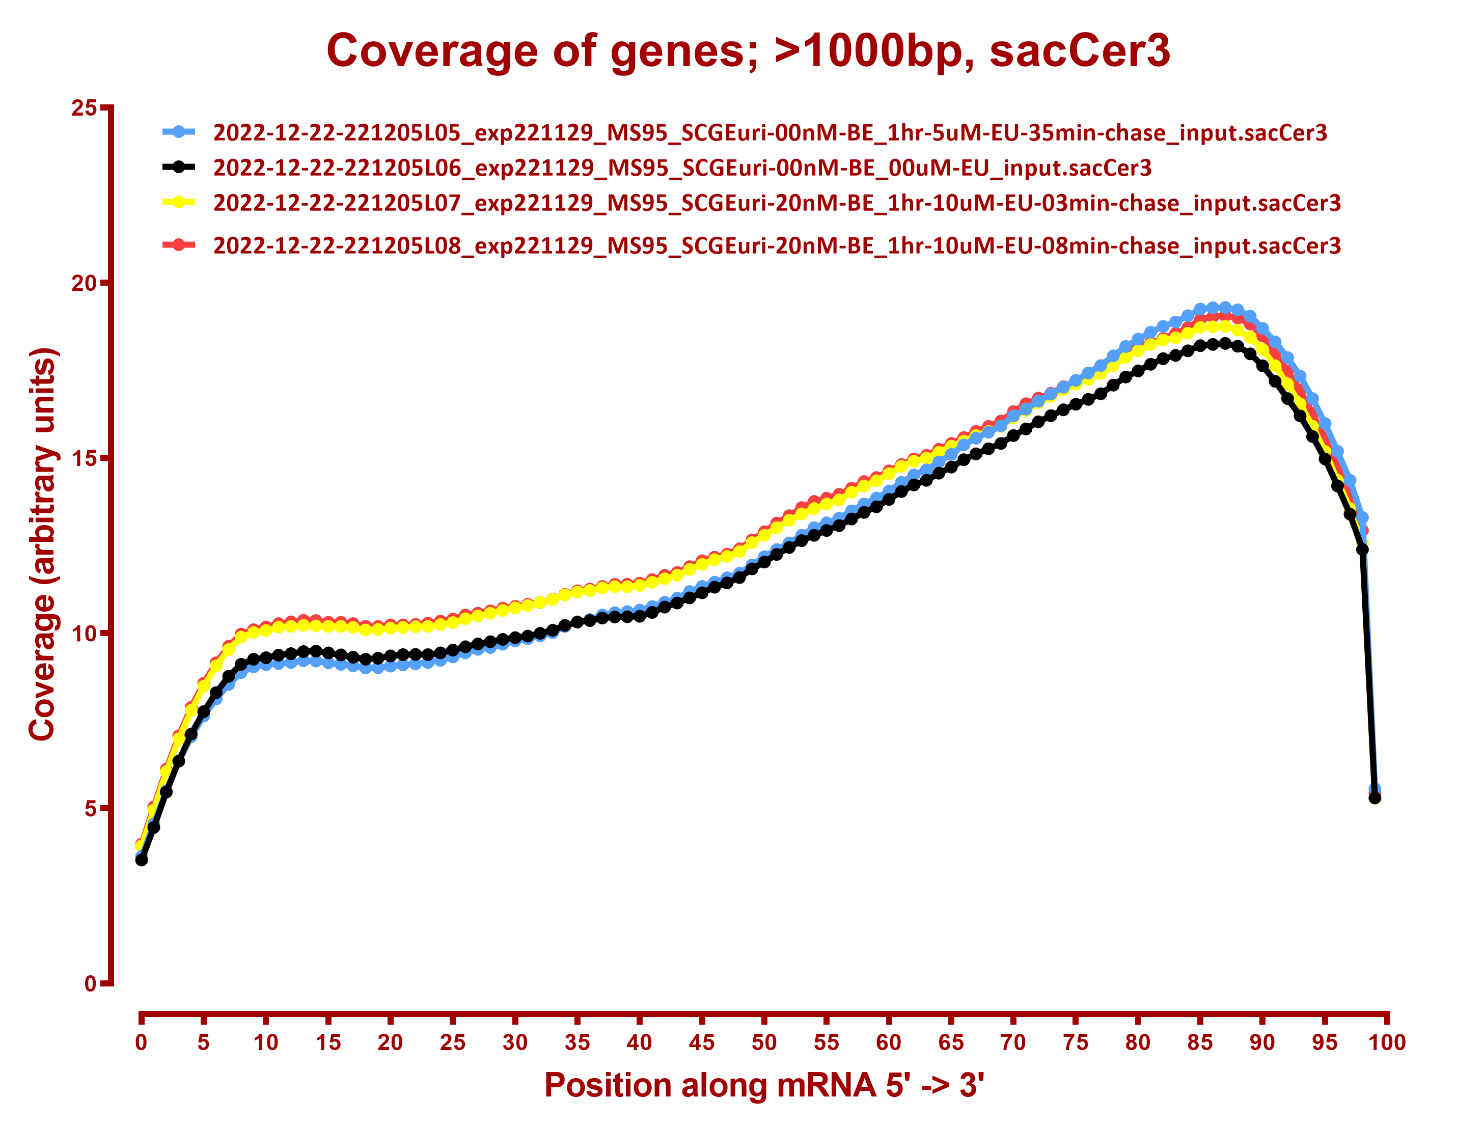 Coverage of genes; >1000bp, sacCer3
2022-12-22-221205L05_exp221129_MS95_SCGEuri-00nM-BE_1hr-5uM-EU-35min-chase_input.sacCer3
2022-12-22-221205L06_exp221129_MS95_SCGEuri-00nM-BE_00uM-EU_input.sacCer3
2022-12-22-221205L07_exp221129_MS95_SCGEuri-20nM-BE_1hr-10uM-EU-03min-chase_input.sacCer3
2022-12-22-221205L08_exp221129_MS95_SCGEuri-20nM-BE_1hr-10uM-EU-08min-chase_input.sacCer3
Coverage (arbitrary units)
25
20
15
10
5
0
0 5 10 15 20 25 30 35 40 45 50 55 60 65 70 75 80 85 90 95 100
Position along mRNA 5' -> 3'